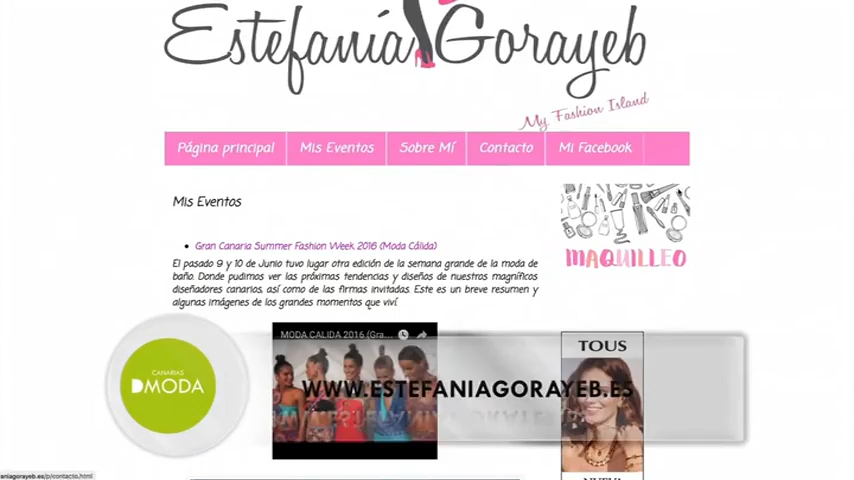 Estefanía Gorayeb
My Fashion Island
Página principal
Mis Eventos
Sobre Mí
Contacto
Mi Facebook
Mis Eventos
Gran Canaria Summer Fashion Week 2016 (Moda Cálida)
El pasado 9 y 10 de Junio tuvo lugar otra edición de la semana grande de la moda de
baño. Donde pudimos ver las próximas tendencias y diseños de nuestros magníficos
diseñadores canarios, así como de las firmas invitadas. Este es un breve resumen y
algunas imágenes de los grandes momentos que viví.
MAQUILLEO
MODA CALIDA 2016 (Gra...
TOUS
CANARIAS
DMODA
WWW.ESTEFANIAGORAYEB.ES
aniagorayeb.es/p/contacto.html